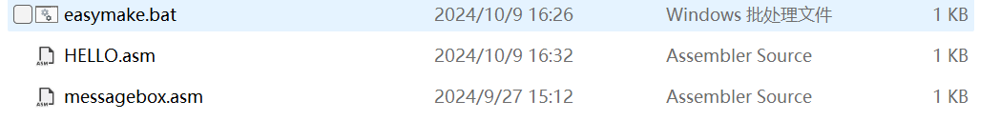 easymake.bat 2024/10/9 16:26 Windows 批处理文件 1 KB
HELLO.asm 2024/10/9 16:32 Assembler Source 1 KB
messagebox.asm 2024/9/27 15:12 Assembler Source 1 KB